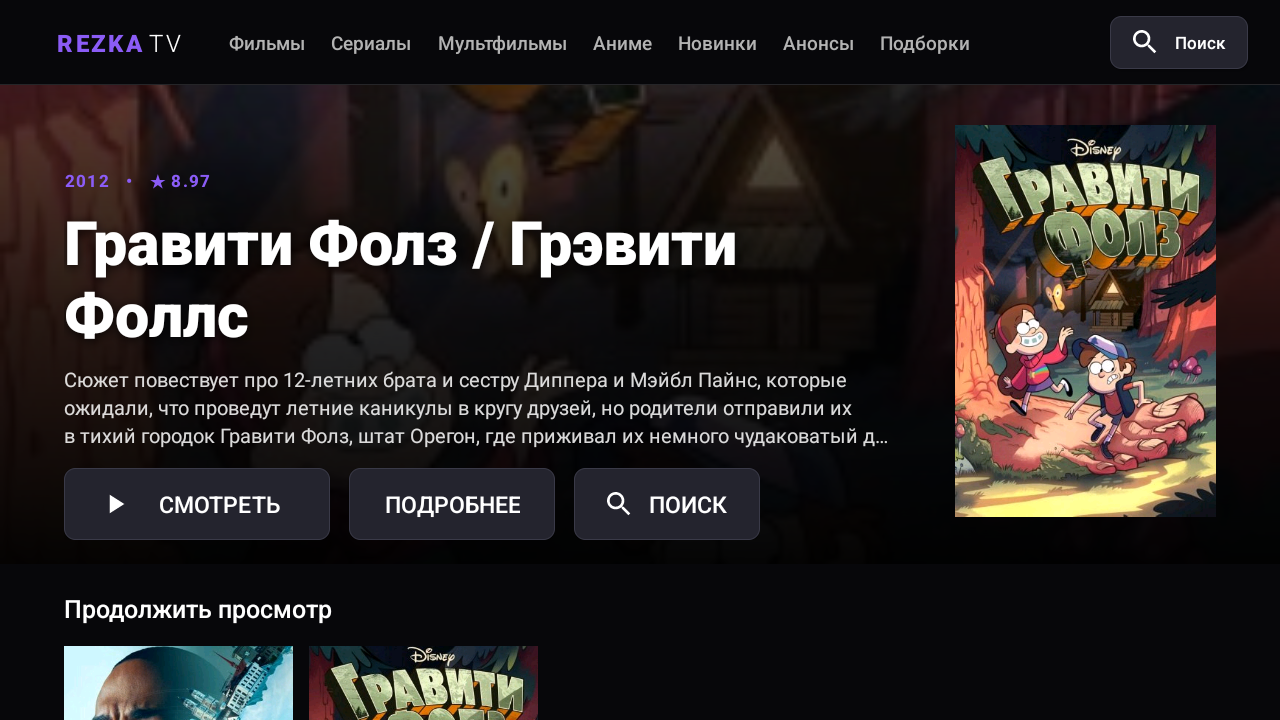 REZKA TV
Фильмы
Сериалы
Мультфильмы
Аниме
Новинки
Анонсы
Подборки
Поиск
2012 • ★ 8.97
Гравити Фолз / Грэвити
Фоллс
Сюжет повествует про 12-летних брата и сестру Диппера и Мэйбл Пайнс, которые
ожидали, что проведут летние каникулы в кругу друзей, но родители отправили их
в тихий городок Гравити Фолз, штат Орегон, где приживал их немного чудаковатый д...
СМОТРЕТЬ
ПОДРОБНЕЕ
ПОИСК
Disney
ГРАВИТИ
ФОЛЗ
Продолжить просмотр
Disney
ГРАВИТИ
ФОЛЗ